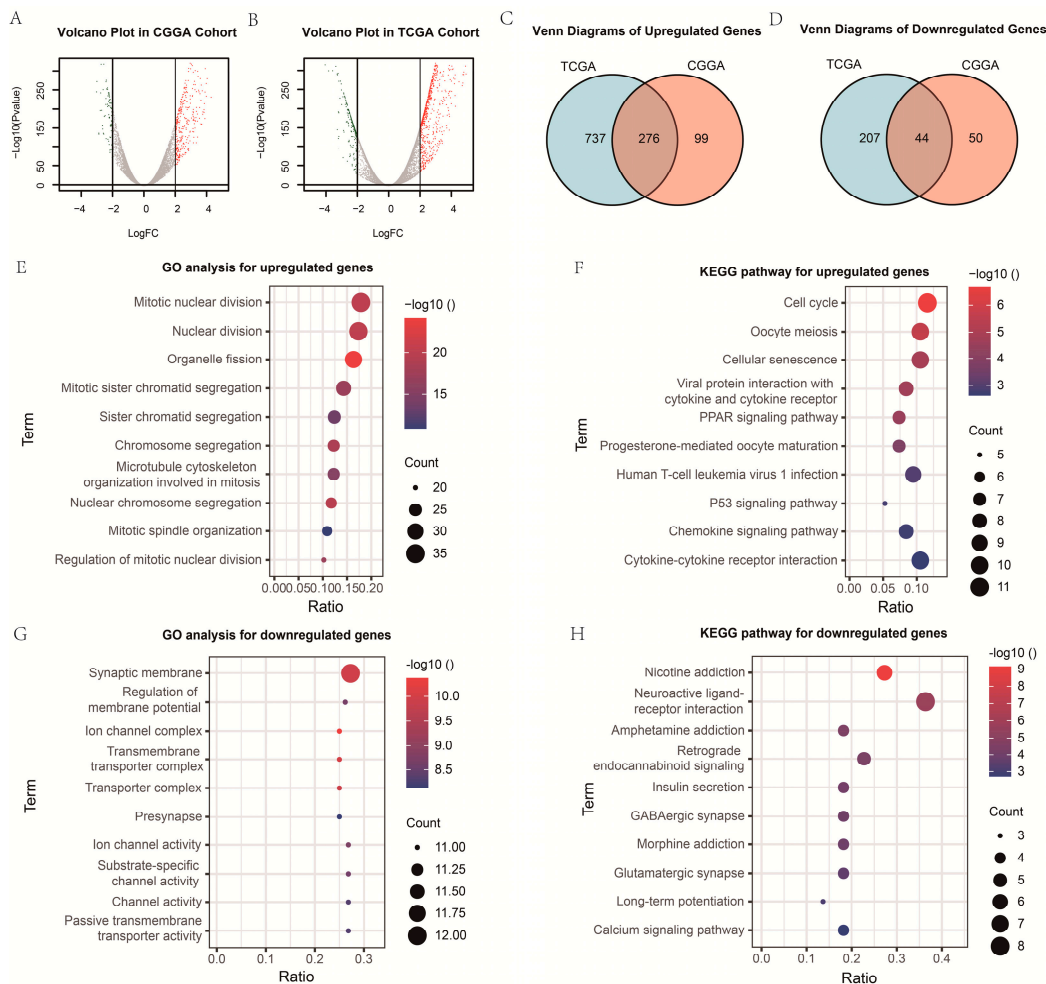 A
Volcano Plot in CGGA Cohort
−Log10(Pvalue)
250
150
50
0
−4 −2 0 2 4
LogFC
B
Volcano Plot in TCGA Cohort
−Log10(Pvalue)
250
150
50
0
−4 −2 0 2 4
LogFC
C
Venn Diagrams of Upregulated Genes
TCGA CGGA
737 276 99
D
Venn Diagrams of Downregulated Genes
TCGA CGGA
207 44 50
E
GO analysis for upregulated genes
Term
Mitotic nuclear division
Nuclear division
Organelle fission
Mitotic sister chromatid segregation
Sister chromatid segregation
Chromosome segregation
Microtubule cytoskeleton
organization involved in mitosis
Nuclear chromosome segregation
Mitotic spindle organization
Regulation of mitotic nuclear division
0.00 0.05 0.10 0.15 0.20
Ratio
−log10 ()
20
15
Count
20
25
30
35
F
KEGG pathway for upregulated genes
Term
Cell cycle
Oocyte meiosis
Cellular senescence
Viral protein interaction with
cytokine and cytokine receptor
PPAR signaling pathway
Progesterone-mediated oocyte maturation
Human T-cell leukemia virus 1 infection
P53 signaling pathway
Chemokine signaling pathway
Cytokine-cytokine receptor interaction
0.00 0.05 0.10
Ratio
−log10 ()
6
5
4
3
Count
5
6
7
8
9
10
11
G
GO analysis for downregulated genes
Term
Synaptic membrane
Regulation of
membrane potential
Ion channel complex
Transmembrane
transporter complex
Transporter complex
Presynapse
Ion channel activity
Substrate-specific
channel activity
Channel activity
Passive transmembrane
transporter activity
0.0 0.1 0.2 0.3
Ratio
-log10 ()
10.0
9.5
9.0
8.5
Count
11.00
11.25
11.50
11.75
12.00
H
KEGG pathway for downregulated genes
Term
Nicotine addiction
Neuroactive ligand-
receptor interaction
Amphetamine addiction
Retrograde
endocannabinoid signaling
Insulin secretion
GABAergic synapse
Morphine addiction
Glutamatergic synapse
Long-term potentiation
Calcium signaling pathway
0.0 0.1 0.2 0.3 0.4
Ratio
-log10 ()
9
8
7
6
5
4
3
Count
3
4
5
6
7
8